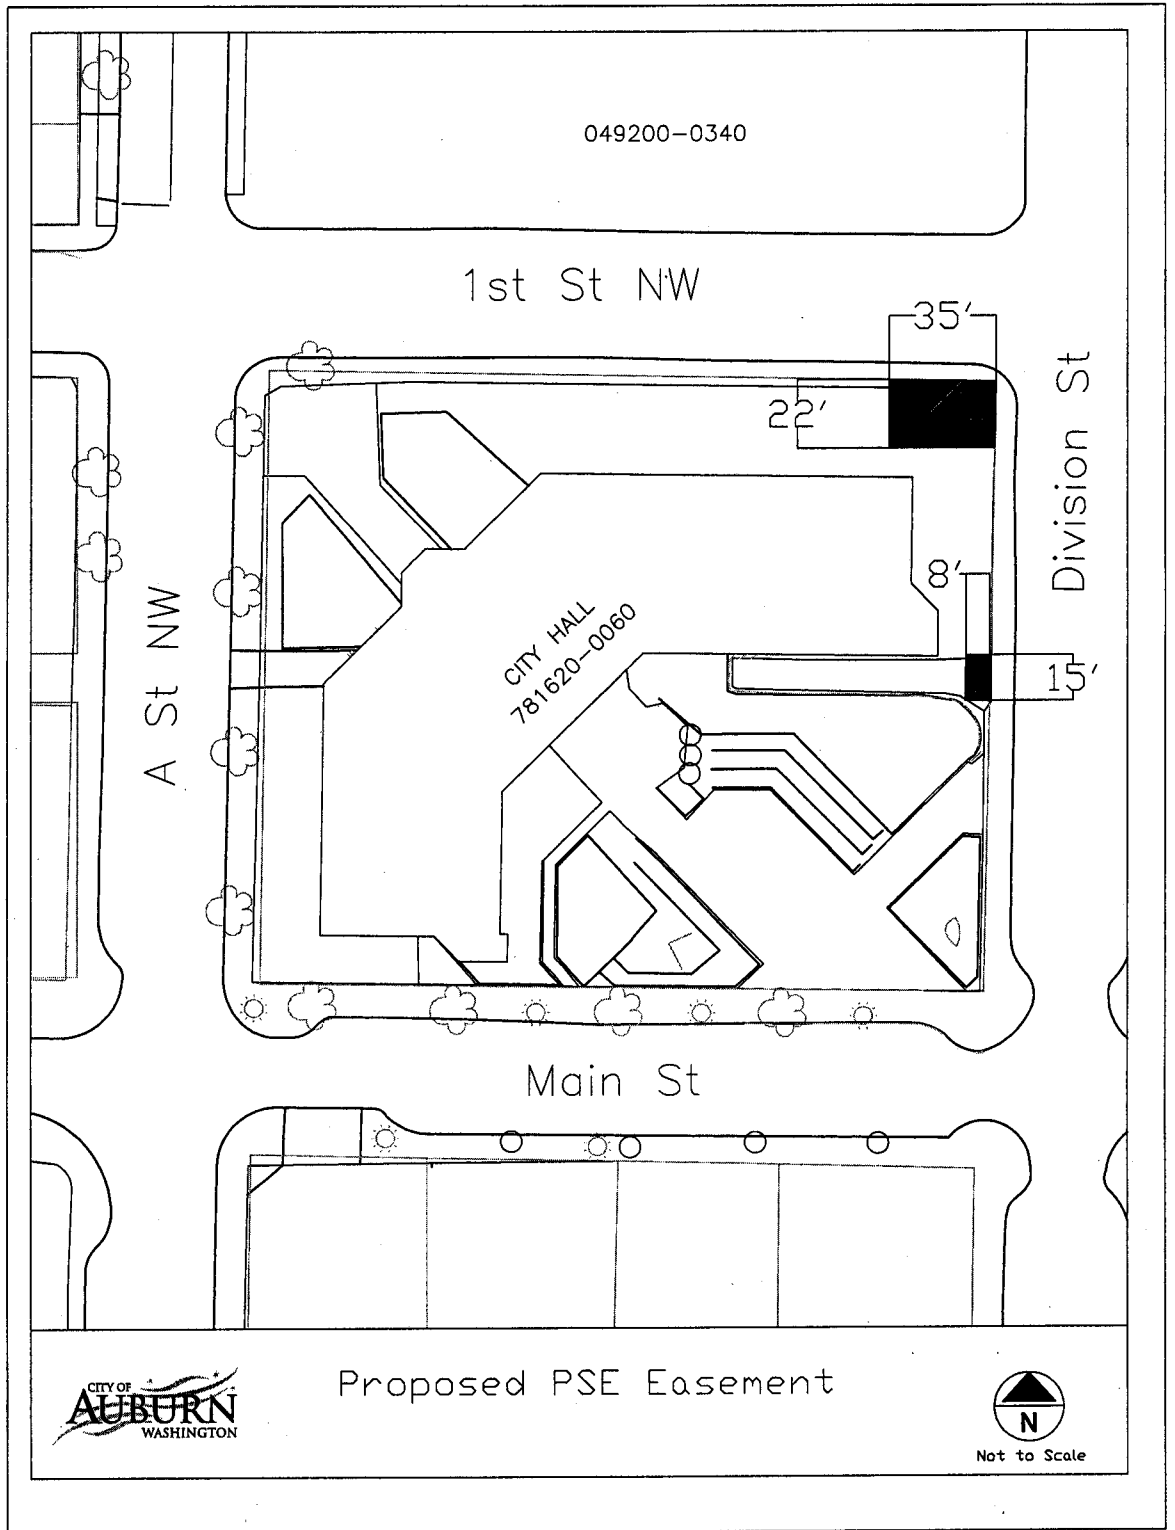 049200-0340
1st St NW
35'
22'
Division St
8'
CITY HALL
781620-0060
15'
A St NW
Main St
Proposed PSE Easement
CITY OF
AUBURN
WASHINGTON
N
Not to Scale